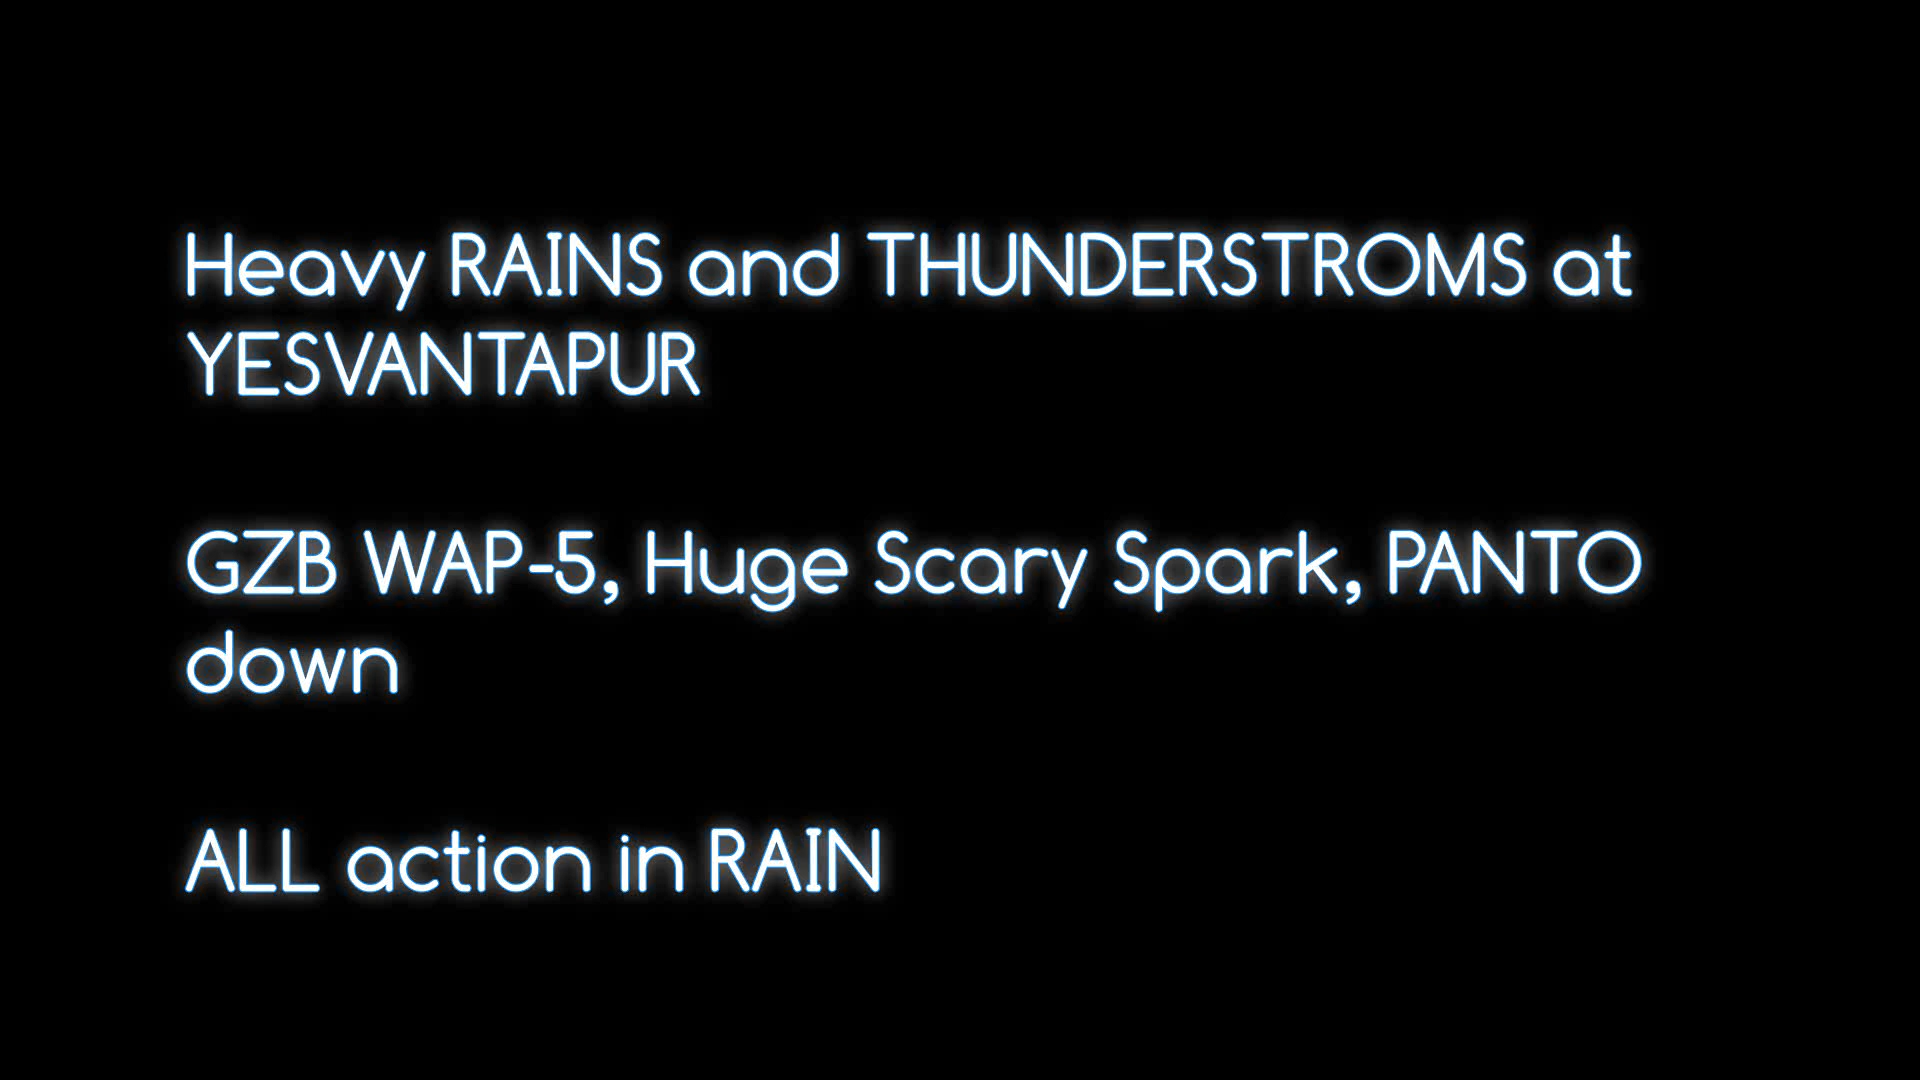 Heavy RAINS and THUNDERSTROMS at
YESVANTAPUR
GZB WAP-5, Huge Scary Spark, PANTO
down
ALL action in RAIN